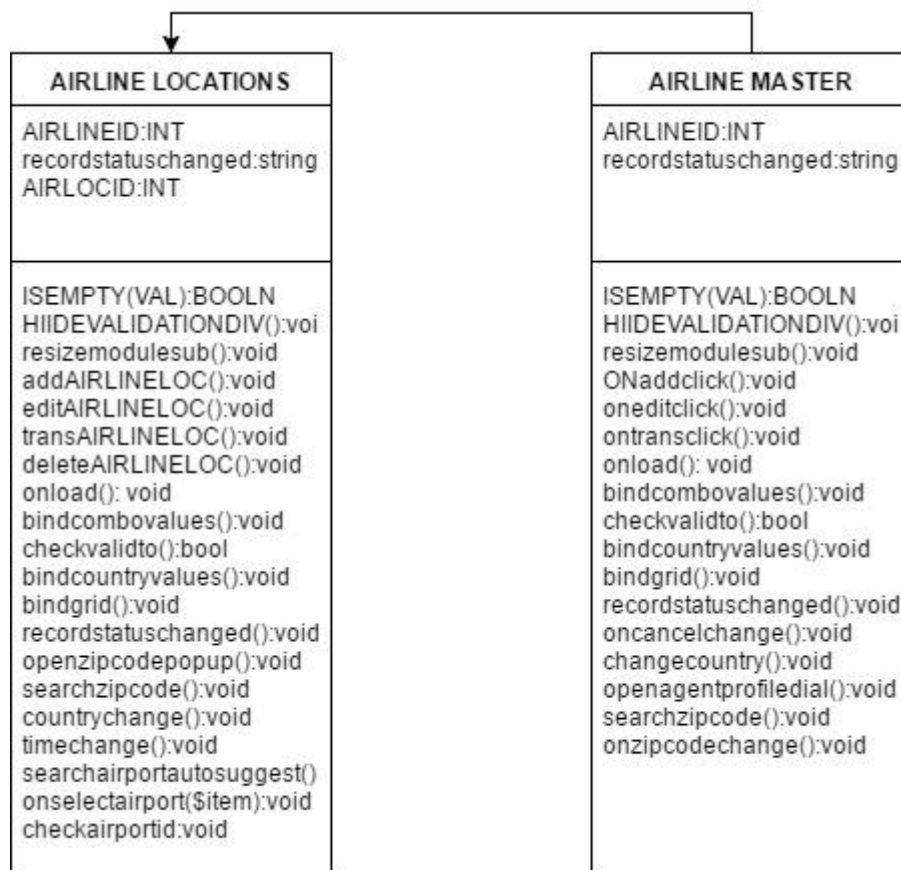 AIRLINE LOCATIONS
AIRLINEID:INT
recordstatuschanged:string
AIRLOCID:INT
ISEMPTY(VAL):BOOLN
HIIDEVALIDATIONDIV():voi
resizemodulesub():void
addAIRLINELOC():void
editAIRLINELOC():void
transAIRLINELOC():void
deleteAIRLINELOC():void
onload(): void
bindcombovalues():void
checkvalidto():bool
bindcountryvalues():void
bindgrid():void
recordstatuschanged():void
openzipcodepopup():void
searchzipcode():void
countrychange():void
timechange():void
searchairportautosuggest()
onselectairport($item):void
checkairportid:void
AIRLINE MASTER
AIRLINEID:INT
recordstatuschanged:string
ISEMPTY(VAL):BOOLN
HIIDEVALIDATIONDIV():voi
resizemodulesub():void
ONaddclick():void
oneditclick():void
ontransclick():void
onload(): void
bindcombovalues():void
checkvalidto():bool
bindcountryvalues():void
bindgrid():void
recordstatuschanged():void
oncancelchange():void
changecountry():void
openagentprofiledial():void
searchzipcode():void
onzipcodechange():void